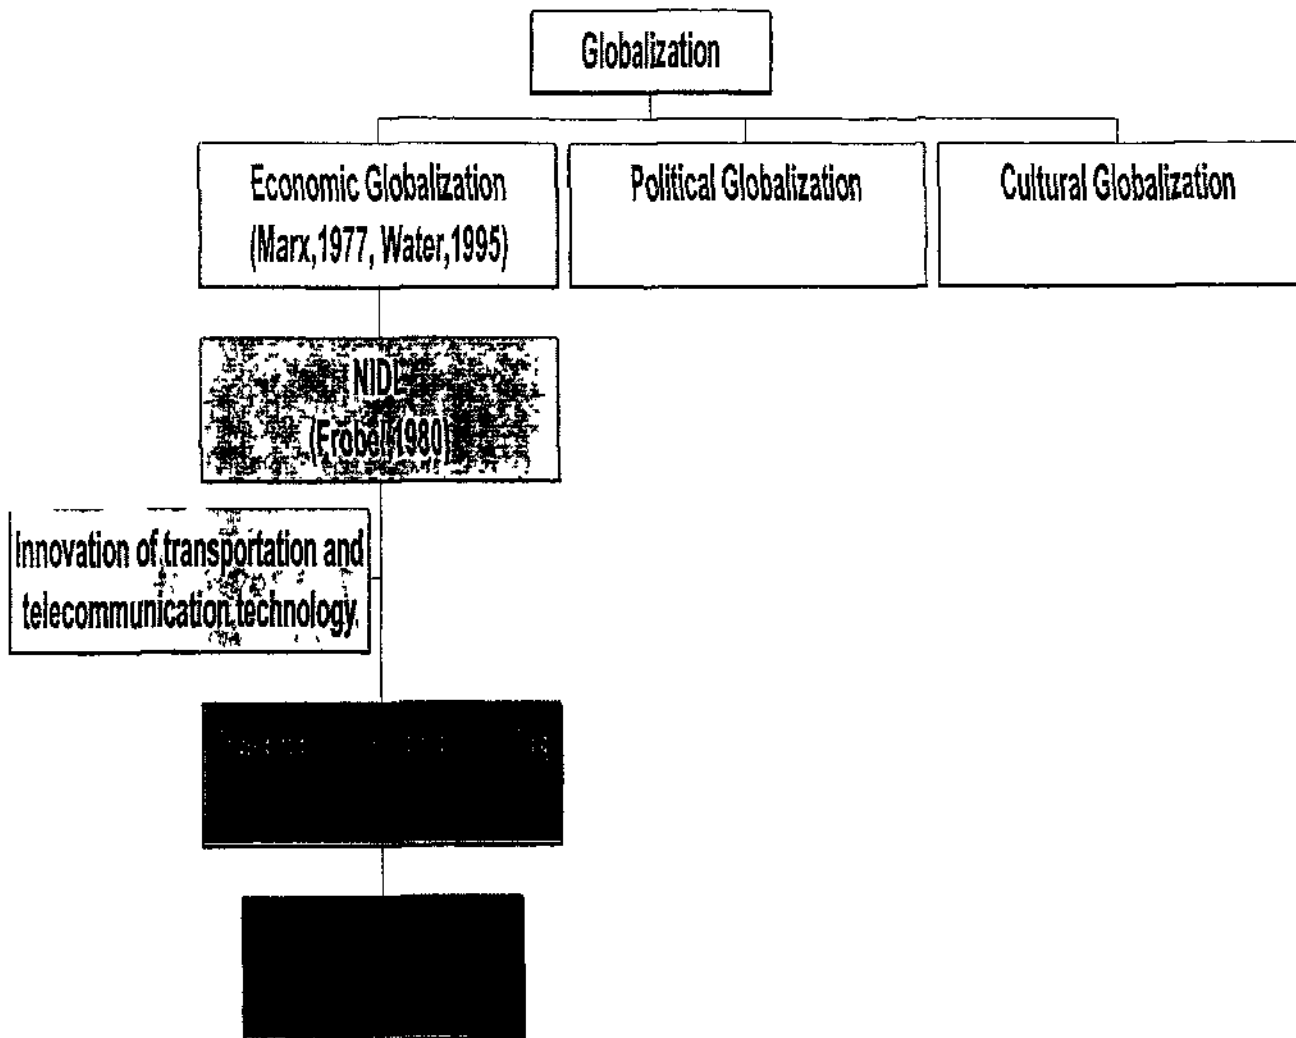 Globalization
Economic Globalization
(Marx,1977, Water,1995)
Political Globalization
Cultural Globalization
NIDL
(Frobel,1980)
Innovation of transportation and
telecommunication technology.